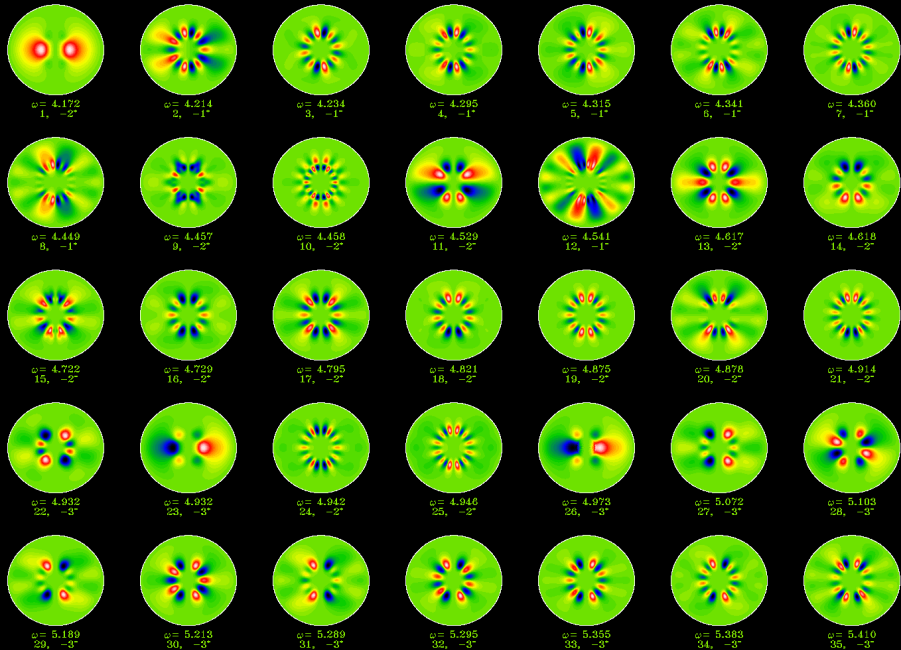 ω= 4.172
1, -2⁻
ω= 4.214
2, -1⁻
ω= 4.234
3, -1⁻
ω= 4.295
4, -1⁻
ω= 4.315
5, -1⁻
ω= 4.341
6, -1⁻
ω= 4.360
7, -1⁻
ω= 4.449
8, -1⁻
ω= 4.457
9, -2⁻
ω= 4.458
10, -2⁻
ω= 4.529
11, -2⁻
ω= 4.541
12, -1⁻
ω= 4.617
13, -2⁻
ω= 4.618
14, -2⁻
ω= 4.722
15, -2⁻
ω= 4.729
16, -2⁻
ω= 4.795
17, -2⁻
ω= 4.821
18, -2⁻
ω= 4.875
19, -2⁻
ω= 4.878
20, -2⁻
ω= 4.914
21, -2⁻
ω= 4.932
22, -3⁻
ω= 4.932
23, -3⁻
ω= 4.942
24, -2⁻
ω= 4.946
25, -2⁻
ω= 4.973
26, -3⁻
ω= 5.072
27, -3⁻
ω= 5.103
28, -3⁻
ω= 5.189
29, -3⁻
ω= 5.213
30, -3⁻
ω= 5.289
31, -3⁻
ω= 5.295
32, -3⁻
ω= 5.355
33, -3⁻
ω= 5.383
34, -3⁻
ω= 5.410
35, -3⁻